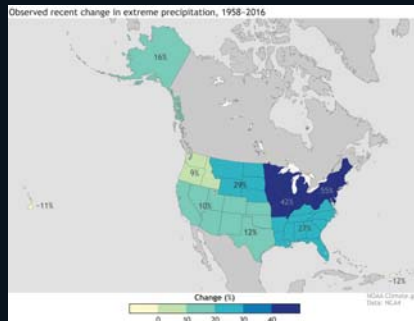 Observed recent change in extreme precipitation, 1958–2016
16%
9%
29%
42%
55%
10%
12%
27%
−11%
−12%
NOAA Climate.g
Data: NCA4
Change (%)
0 10 20 30 40